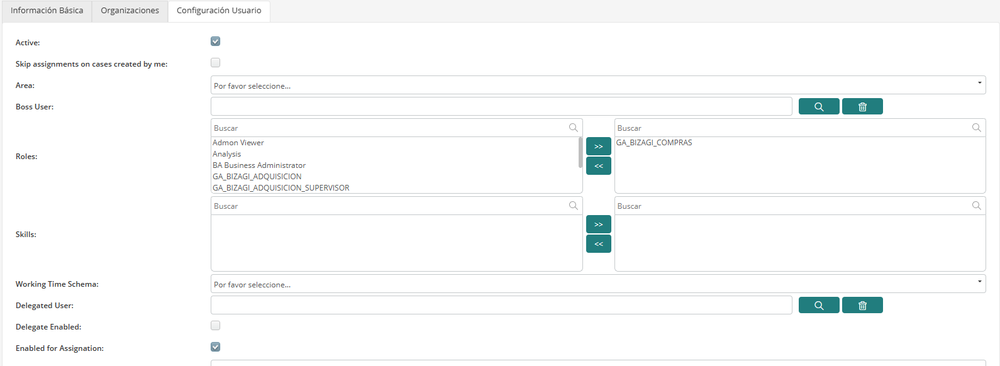 Información Básica
Organizaciones
Configuración Usuario
Active:
Skip assignments on cases created by me:
Area:
Por favor seleccione...
Boss User:
Roles:
Buscar
Admon Viewer
Analysis
BA Business Administrator
GA_BIZAGI_ADQUISICION
GA_BIZAGI_ADQUISICION_SUPERVISOR
>>
<<
Buscar
GA_BIZAGI_COMPRAS
Skills:
Buscar
>>
<<
Buscar
Working Time Schema:
Por favor seleccione...
Delegated User:
Delegate Enabled:
Enabled for Assignation: